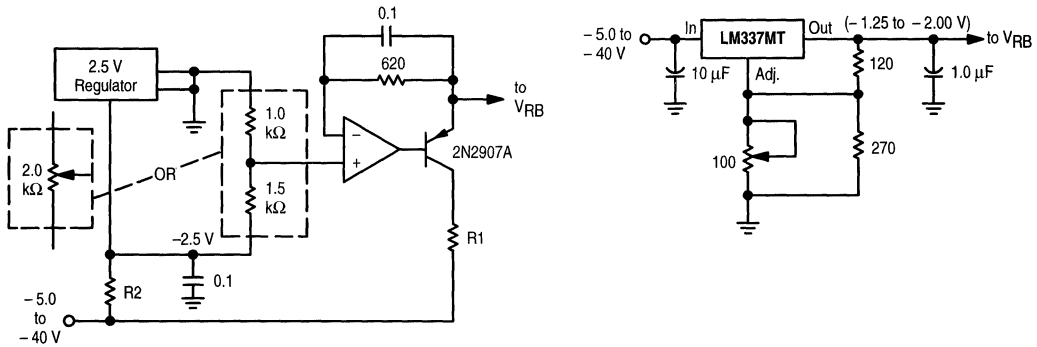 0.1
620
2.5 V
Regulator
1.0
kΩ
1.5
kΩ
2.0
kΩ
OR
−
+
2N2907A
to
VRB
−2.5 V
0.1
R1
R2
– 5.0
to
– 40 V
– 5.0 to
– 40 V
In
LM337MT
Out
(– 1.25 to – 2.00 V)
to VRB
10 µF
Adj.
120
1.0 µF
100
270